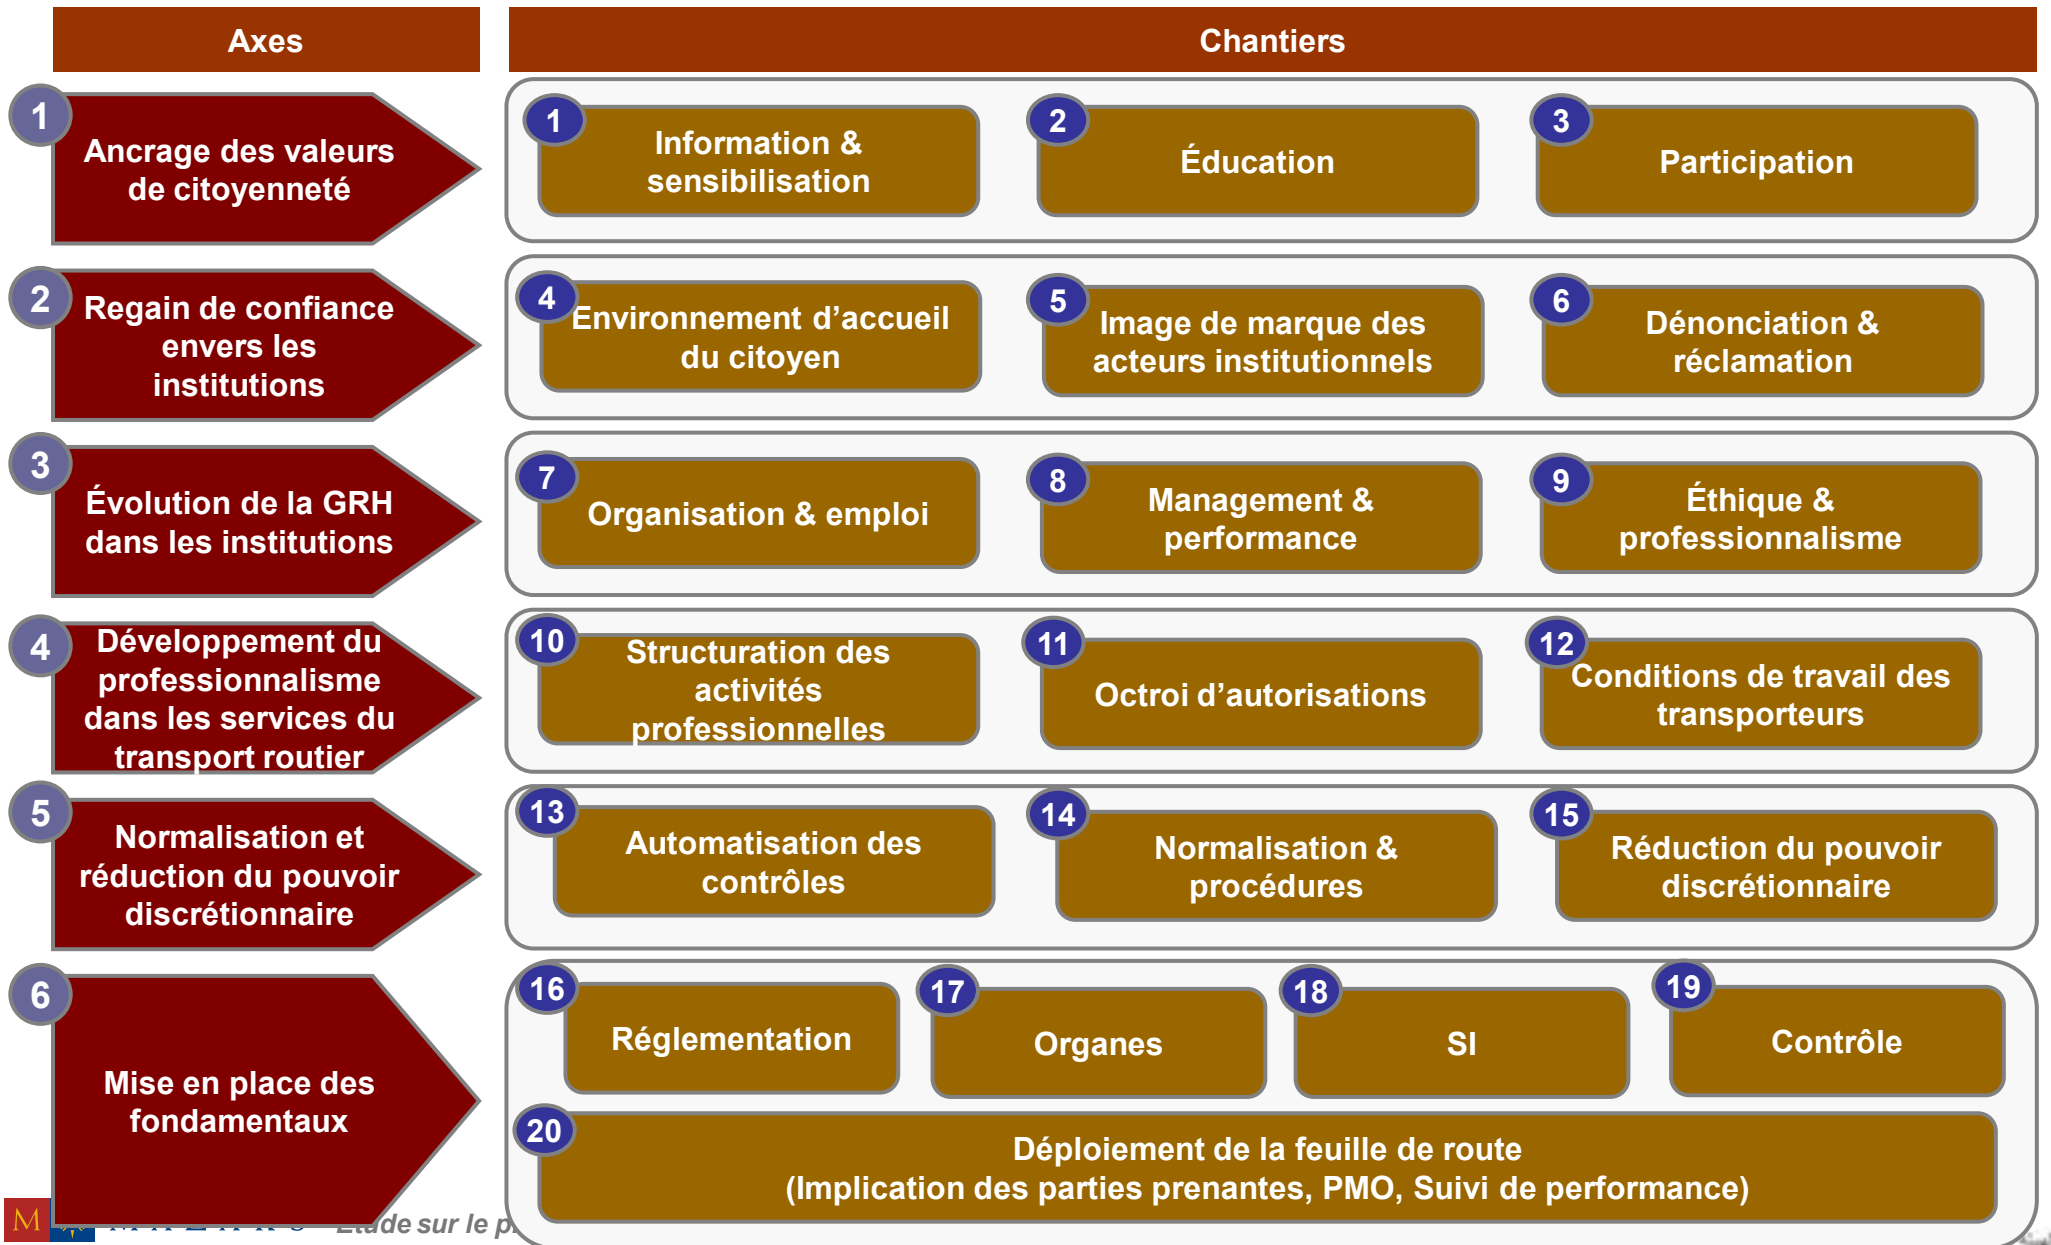 Axes
Chantiers
1
Ancrage des valeurs
de citoyenneté
1
Information &
sensibilisation
2
Éducation
3
Participation
2
Regain de confiance
envers les
institutions
4
Environnement d’accueil
du citoyen
5
Image de marque des
acteurs institutionnels
6
Dénonciation &
réclamation
3
Évolution de la GRH
dans les institutions
7
Organisation & emploi
8
Management &
performance
9
Éthique &
professionnalisme
4
Développement du
professionnalisme
dans les services du
transport routier
10
Structuration des
activités
professionnelles
11
Octroi d’autorisations
12
Conditions de travail des
transporteurs
5
Normalisation et
réduction du pouvoir
discrétionnaire
13
Automatisation des
contrôles
14
Normalisation &
procédures
15
Réduction du pouvoir
discrétionnaire
6
Mise en place des
fondamentaux
16
Réglementation
17
Organes
18
SI
19
Contrôle
20
Déploiement de la feuille de route
(Implication des parties prenantes, PMO, Suivi de performance)
M
Etude sur le